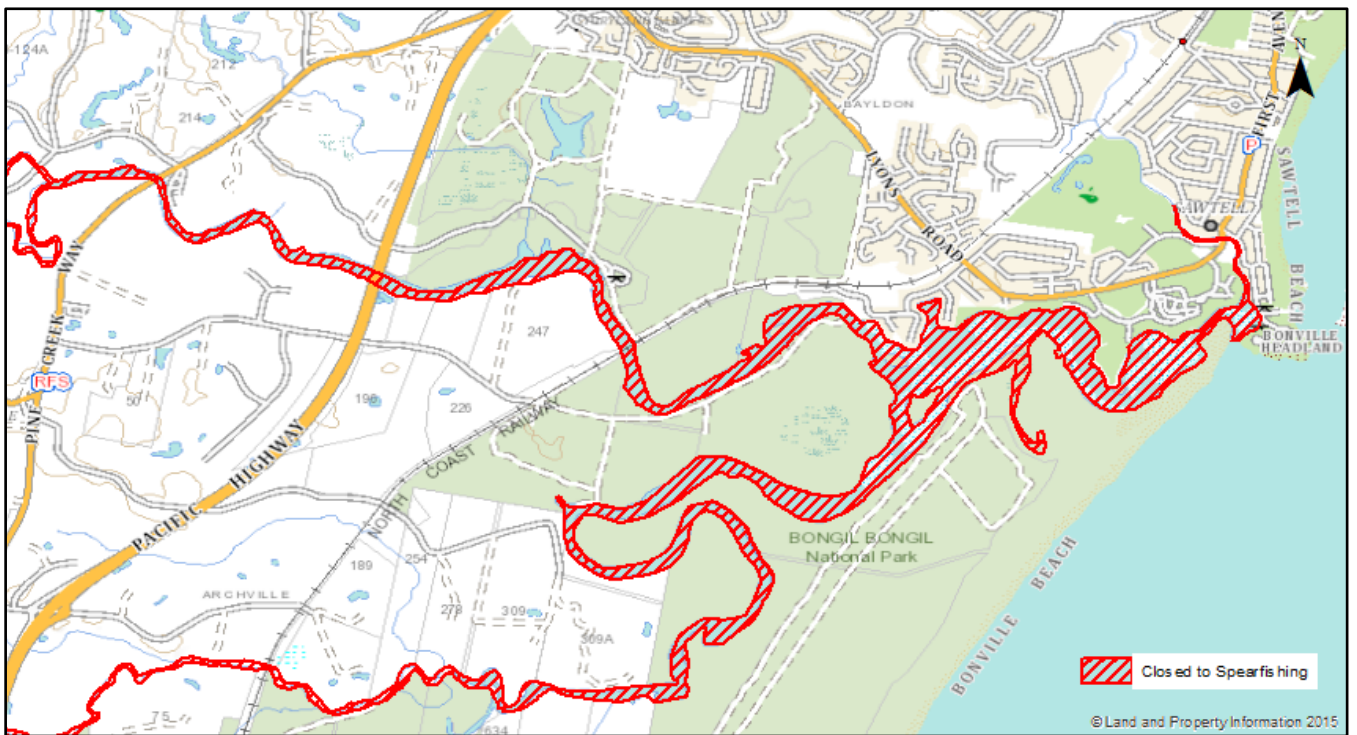 124A
212
214
BAYLDON
N
FIRST
P
LYONS
ROAD
SAWTELL
BEACH
AWTELL
BONVILLE
HEADLAND
PINE
CREEK
WAY
RFS
50
247
196
226
PACIFIC
HIGHWAY
NORTH
COAST
RAILWAY
189
254
278
309
309A
ARCHVILLE
BONGIL BONGIL
National Park
BONVILLE
BEACH
75
634
Closed to Spearfishing
© Land and Property Information 2015